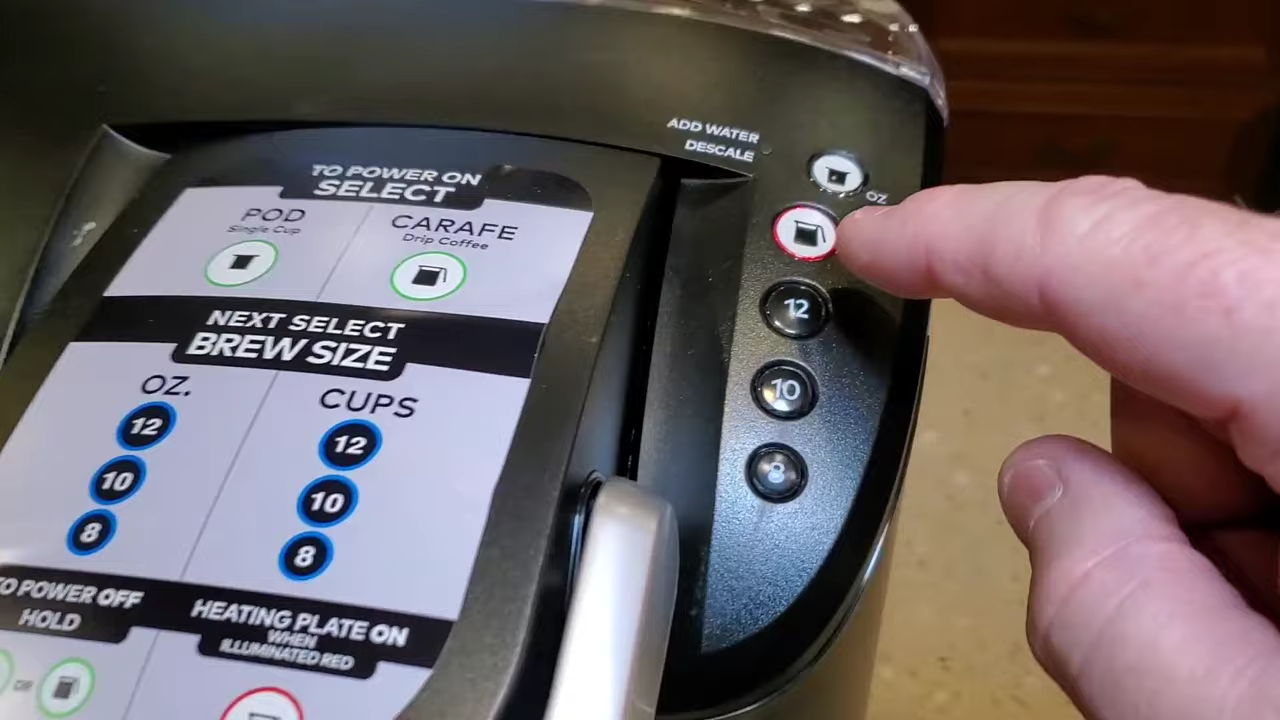 ADD WATER
DESCALE
OZ
12
10
8
TO POWER ON
SELECT
POD
Single Cup
CARAFE
Drip Coffee
NEXT SELECT
BREW SIZE
OZ.
12
10
8
CUPS
12
10
8
TO POWER OFF
HOLD
OR
HEATING PLATE ON
WHEN
ILLUMINATED RED